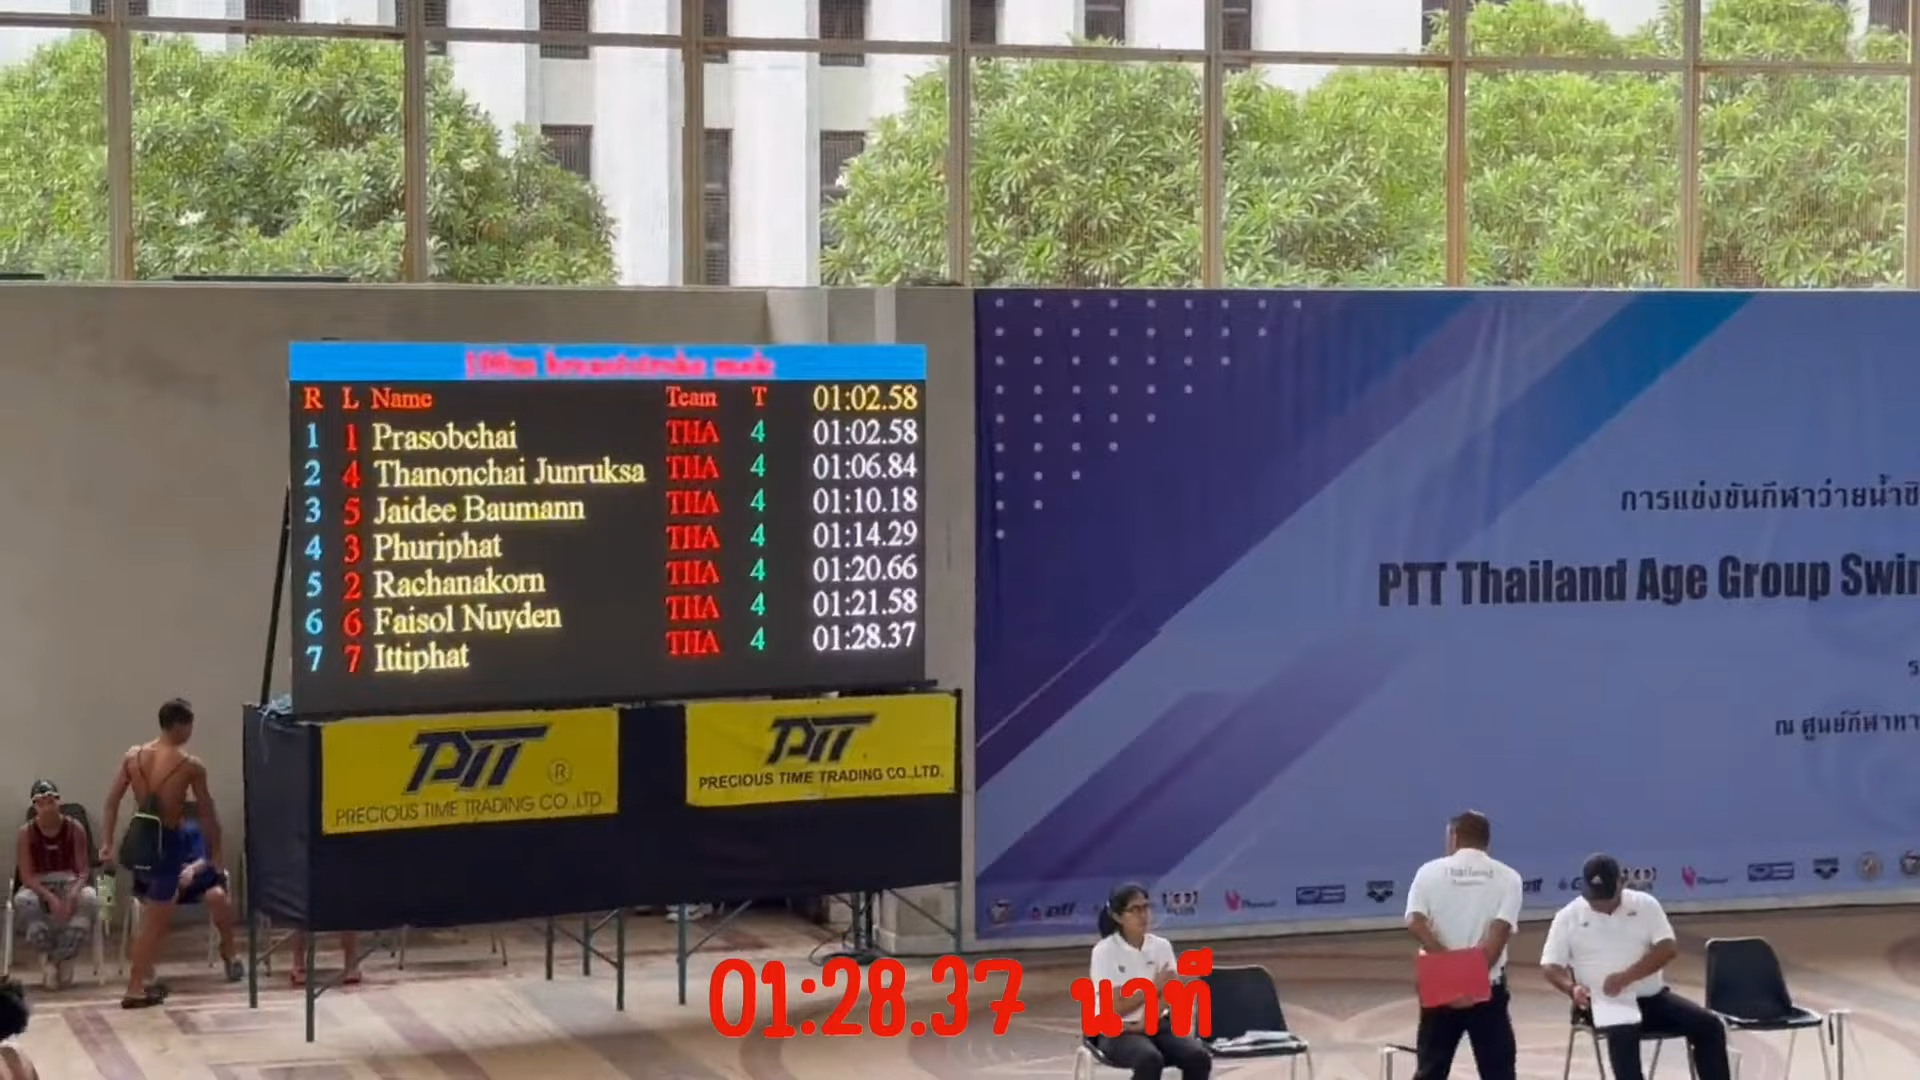 100m breaststroke male
R L Name Team T 01:02.58
1 1 Prasobchai THA 4 01:02.58
2 4 Thanonchai Junruksa THA 4 01:06.84
3 5 Jaidee Baumann THA 4 01:10.18
4 3 Phuriphat THA 4 01:14.29
5 2 Rachanakorn THA 4 01:20.66
6 6 Faisol Nuyden THA 4 01:21.58
7 7 Ittiphat THA 4 01:28.37
PTT ®
PRECIOUS TIME TRADING CO.,LTD.
PTT
PRECIOUS TIME TRADING CO.,LTD.
การแข่งขันกีฬาว่ายน้ำชิ
PTT Thailand Age Group Swim
ณ ศูนย์กีฬาทา
Thailand
01:28.37 นาที